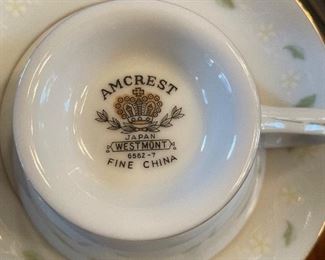 AMCREST
JAPAN
WESTMONT
6562-7
FINE CHINA